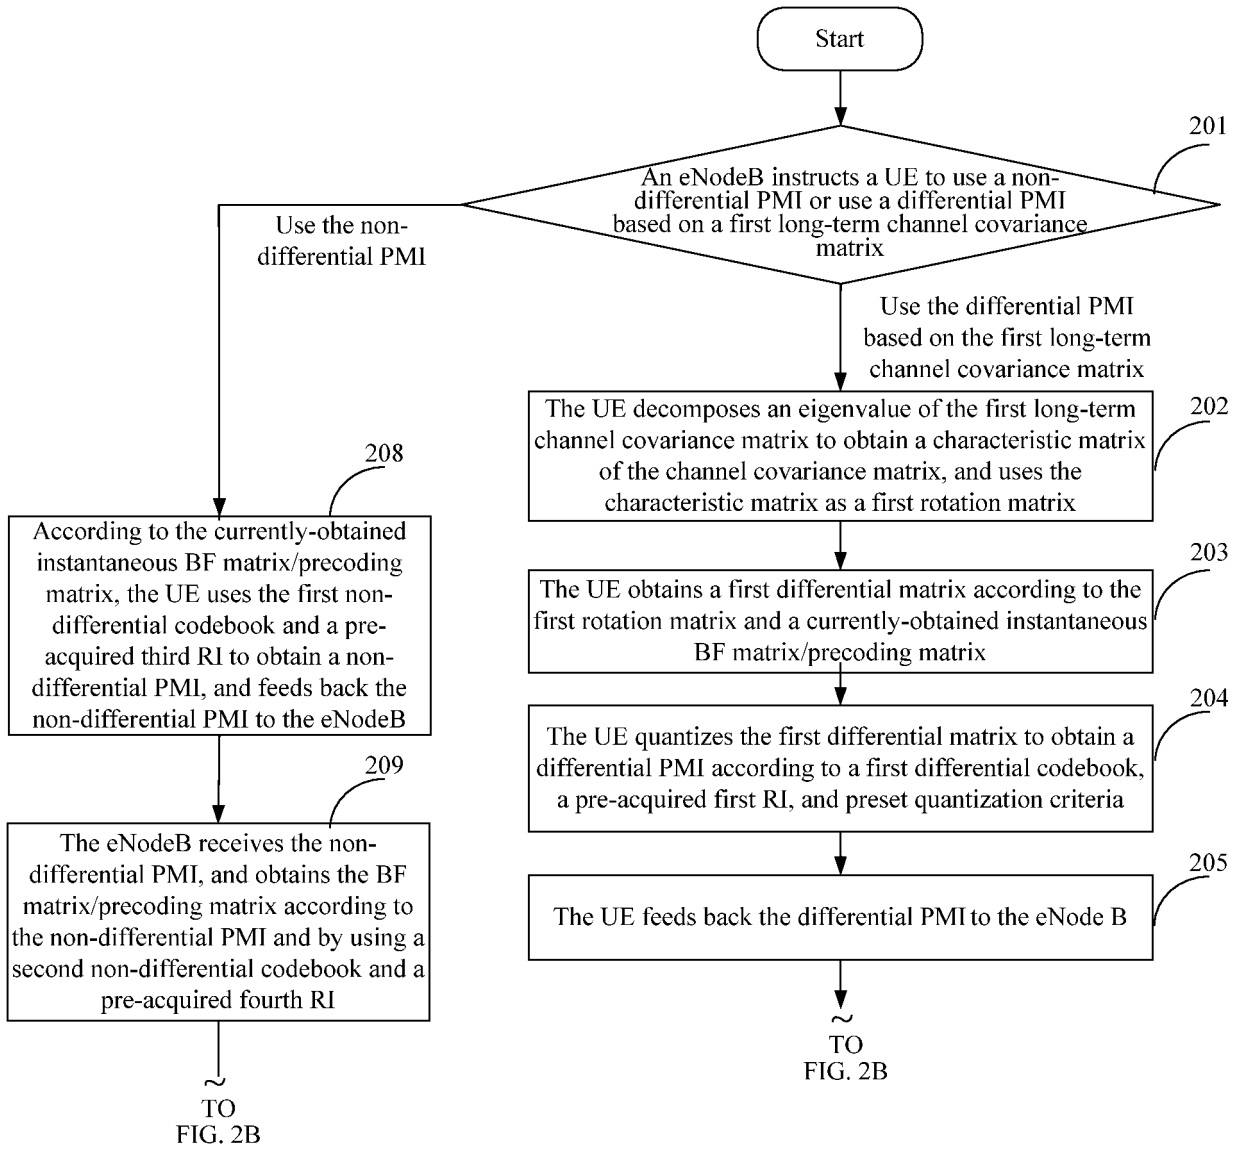 Start
201
An eNodeB instructs a UE to use a non-
differential PMI or use a differential PMI
based on a first long-term channel covariance
matrix
Use the non-
differential PMI
Use the differential PMI
based on the first long-term
channel covariance matrix
202
The UE decomposes an eigenvalue of the first long-term
channel covariance matrix to obtain a characteristic matrix
of the channel covariance matrix, and uses the
characteristic matrix as a first rotation matrix
203
The UE obtains a first differential matrix according to the
first rotation matrix and a currently-obtained instantaneous
BF matrix/precoding matrix
204
The UE quantizes the first differential matrix to obtain a
differential PMI according to a first differential codebook,
a pre-acquired first RI, and preset quantization criteria
205
The UE feeds back the differential PMI to the eNode B
~
TO
FIG. 2B
208
According to the currently-obtained
instantaneous BF matrix/precoding
matrix, the UE uses the first non-
differential codebook and a pre-
acquired third RI to obtain a non-
differential PMI, and feeds back the
non-differential PMI to the eNodeB
209
The eNodeB receives the non-
differential PMI, and obtains the BF
matrix/precoding matrix according to
the non-differential PMI and by using a
second non-differential codebook and a
pre-acquired fourth RI
~
TO
FIG. 2B